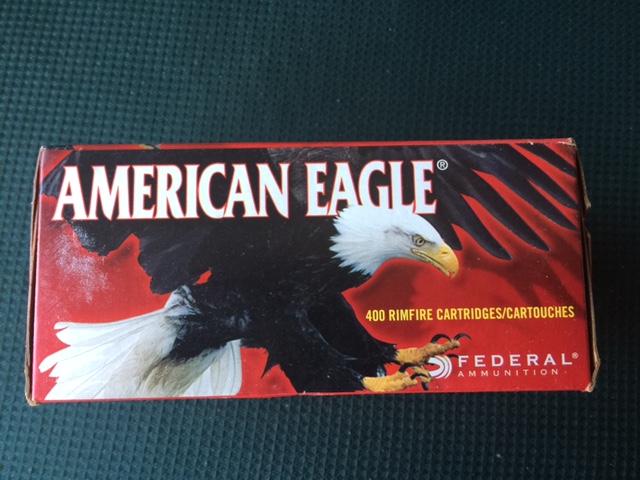 AMERICAN EAGLE®
400 RIMFIRE CARTRIDGES/CARTOUCHES
FEDERAL®
AMMUNITION